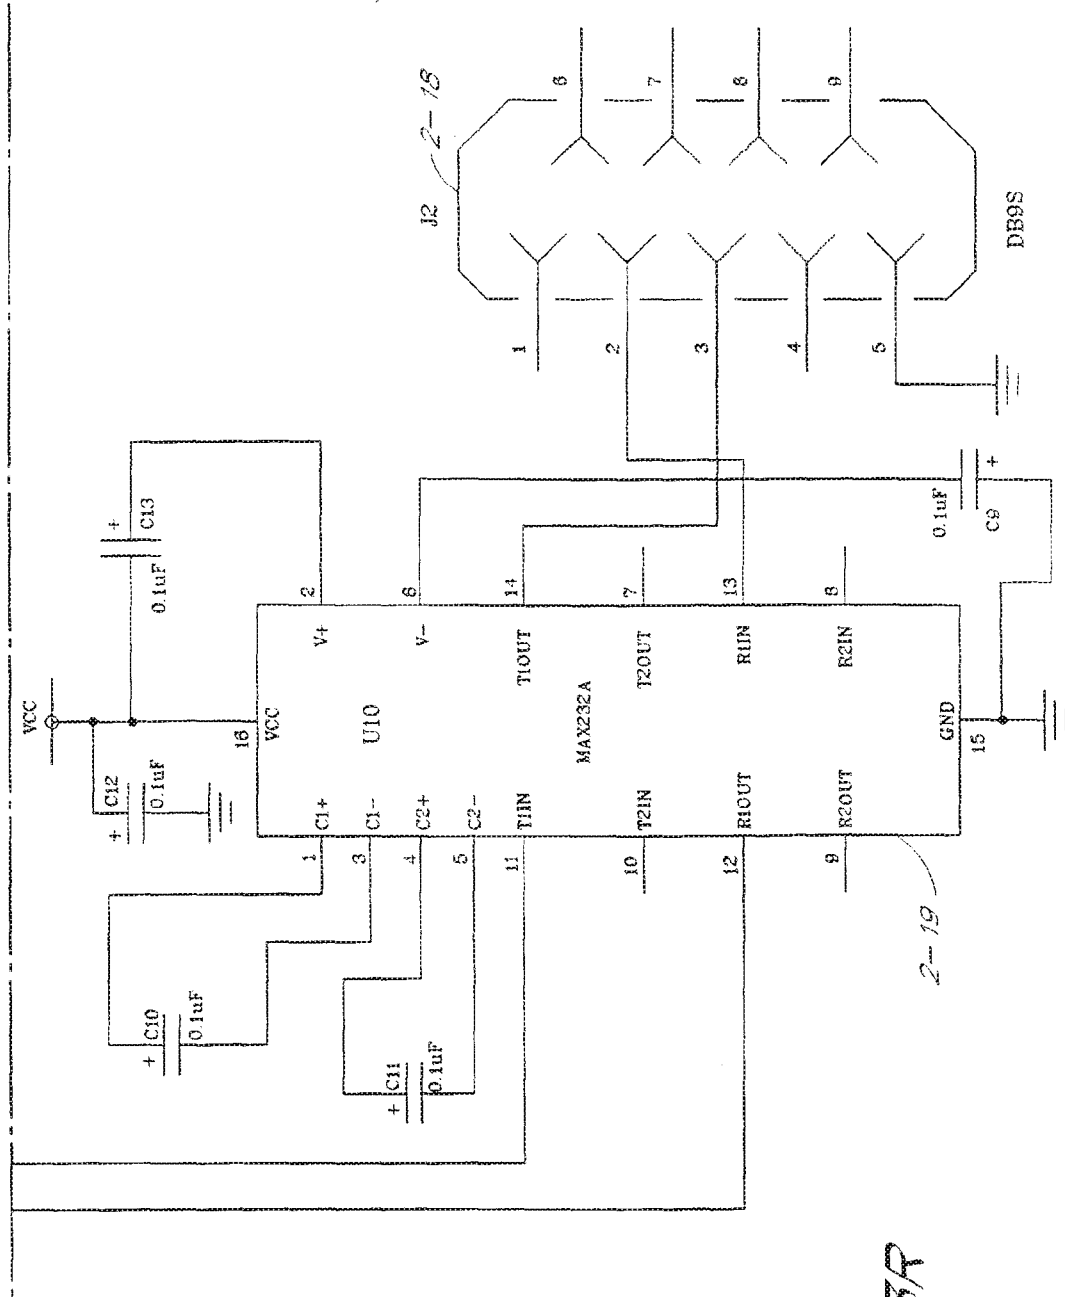 VCC
C12
+
0.1uF
+
C13
0.1uF
16
VCC
U10
MAX232A
GND
15
1
C1+
3
C1-
4
C2+
5
C2-
11
T1IN
10
T2IN
12
R1OUT
9
R2OUT
V+
2
V-
6
T1OUT
14
T2OUT
7
R1IN
13
R2IN
8
+
C10
0.1uF
+
C11
0.1uF
0.1uF
C9
+
2-19
J2
2-18
1
2
3
4
5
6
7
8
9
DB9S